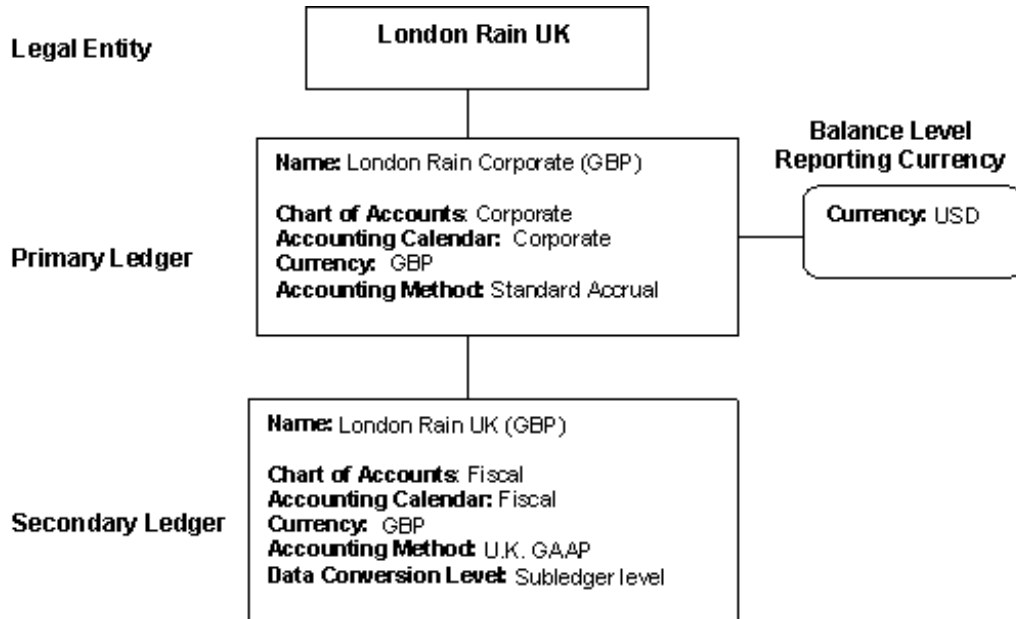 Legal Entity
London Rain UK
Balance Level
Reporting Currency
Currency: USD
Primary Ledger
Name: London Rain Corporate (GBP)
Chart of Accounts: Corporate
Accounting Calendar: Corporate
Currency: GBP
Accounting Method: Standard Accrual
Secondary Ledger
Name: London Rain UK (GBP)
Chart of Accounts: Fiscal
Accounting Calendar: Fiscal
Currency: GBP
Accounting Method: U.K. GAAP
Data Conversion Level: Subledger level